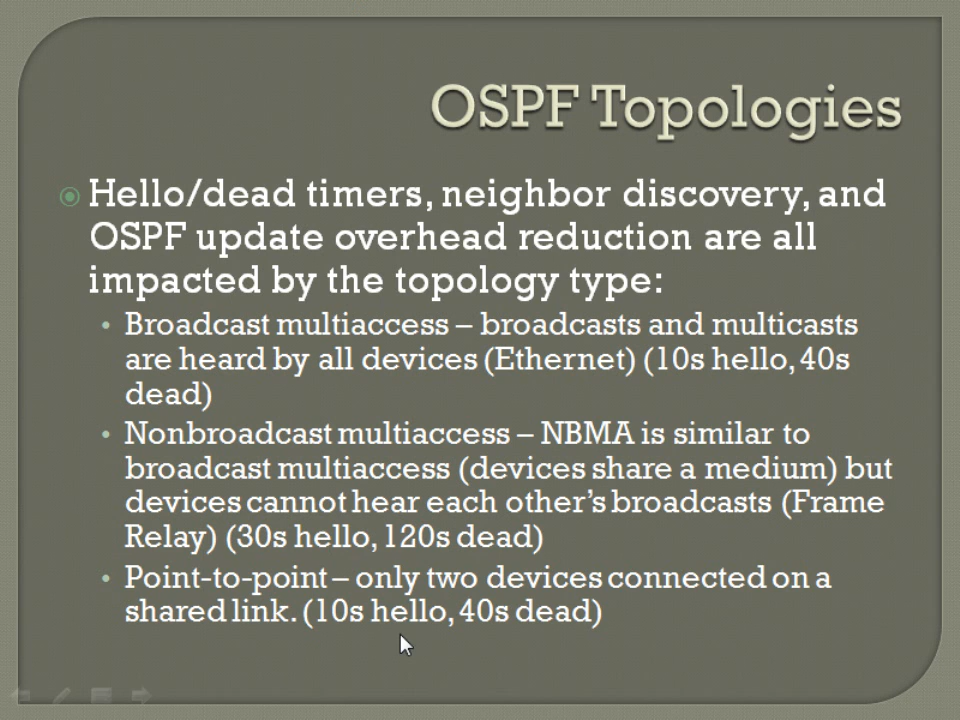 OSPF Topologies
Hello/dead timers, neighbor discovery, and
OSPF update overhead reduction are all
impacted by the topology type:
• Broadcast multiaccess – broadcasts and multicasts
are heard by all devices (Ethernet) (10s hello, 40s
dead)
• Nonbroadcast multiaccess – NBMA is similar to
broadcast multiaccess (devices share a medium) but
devices cannot hear each other’s broadcasts (Frame
Relay) (30s hello, 120s dead)
• Point-to-point – only two devices connected on a
shared link. (10s hello, 40s dead)